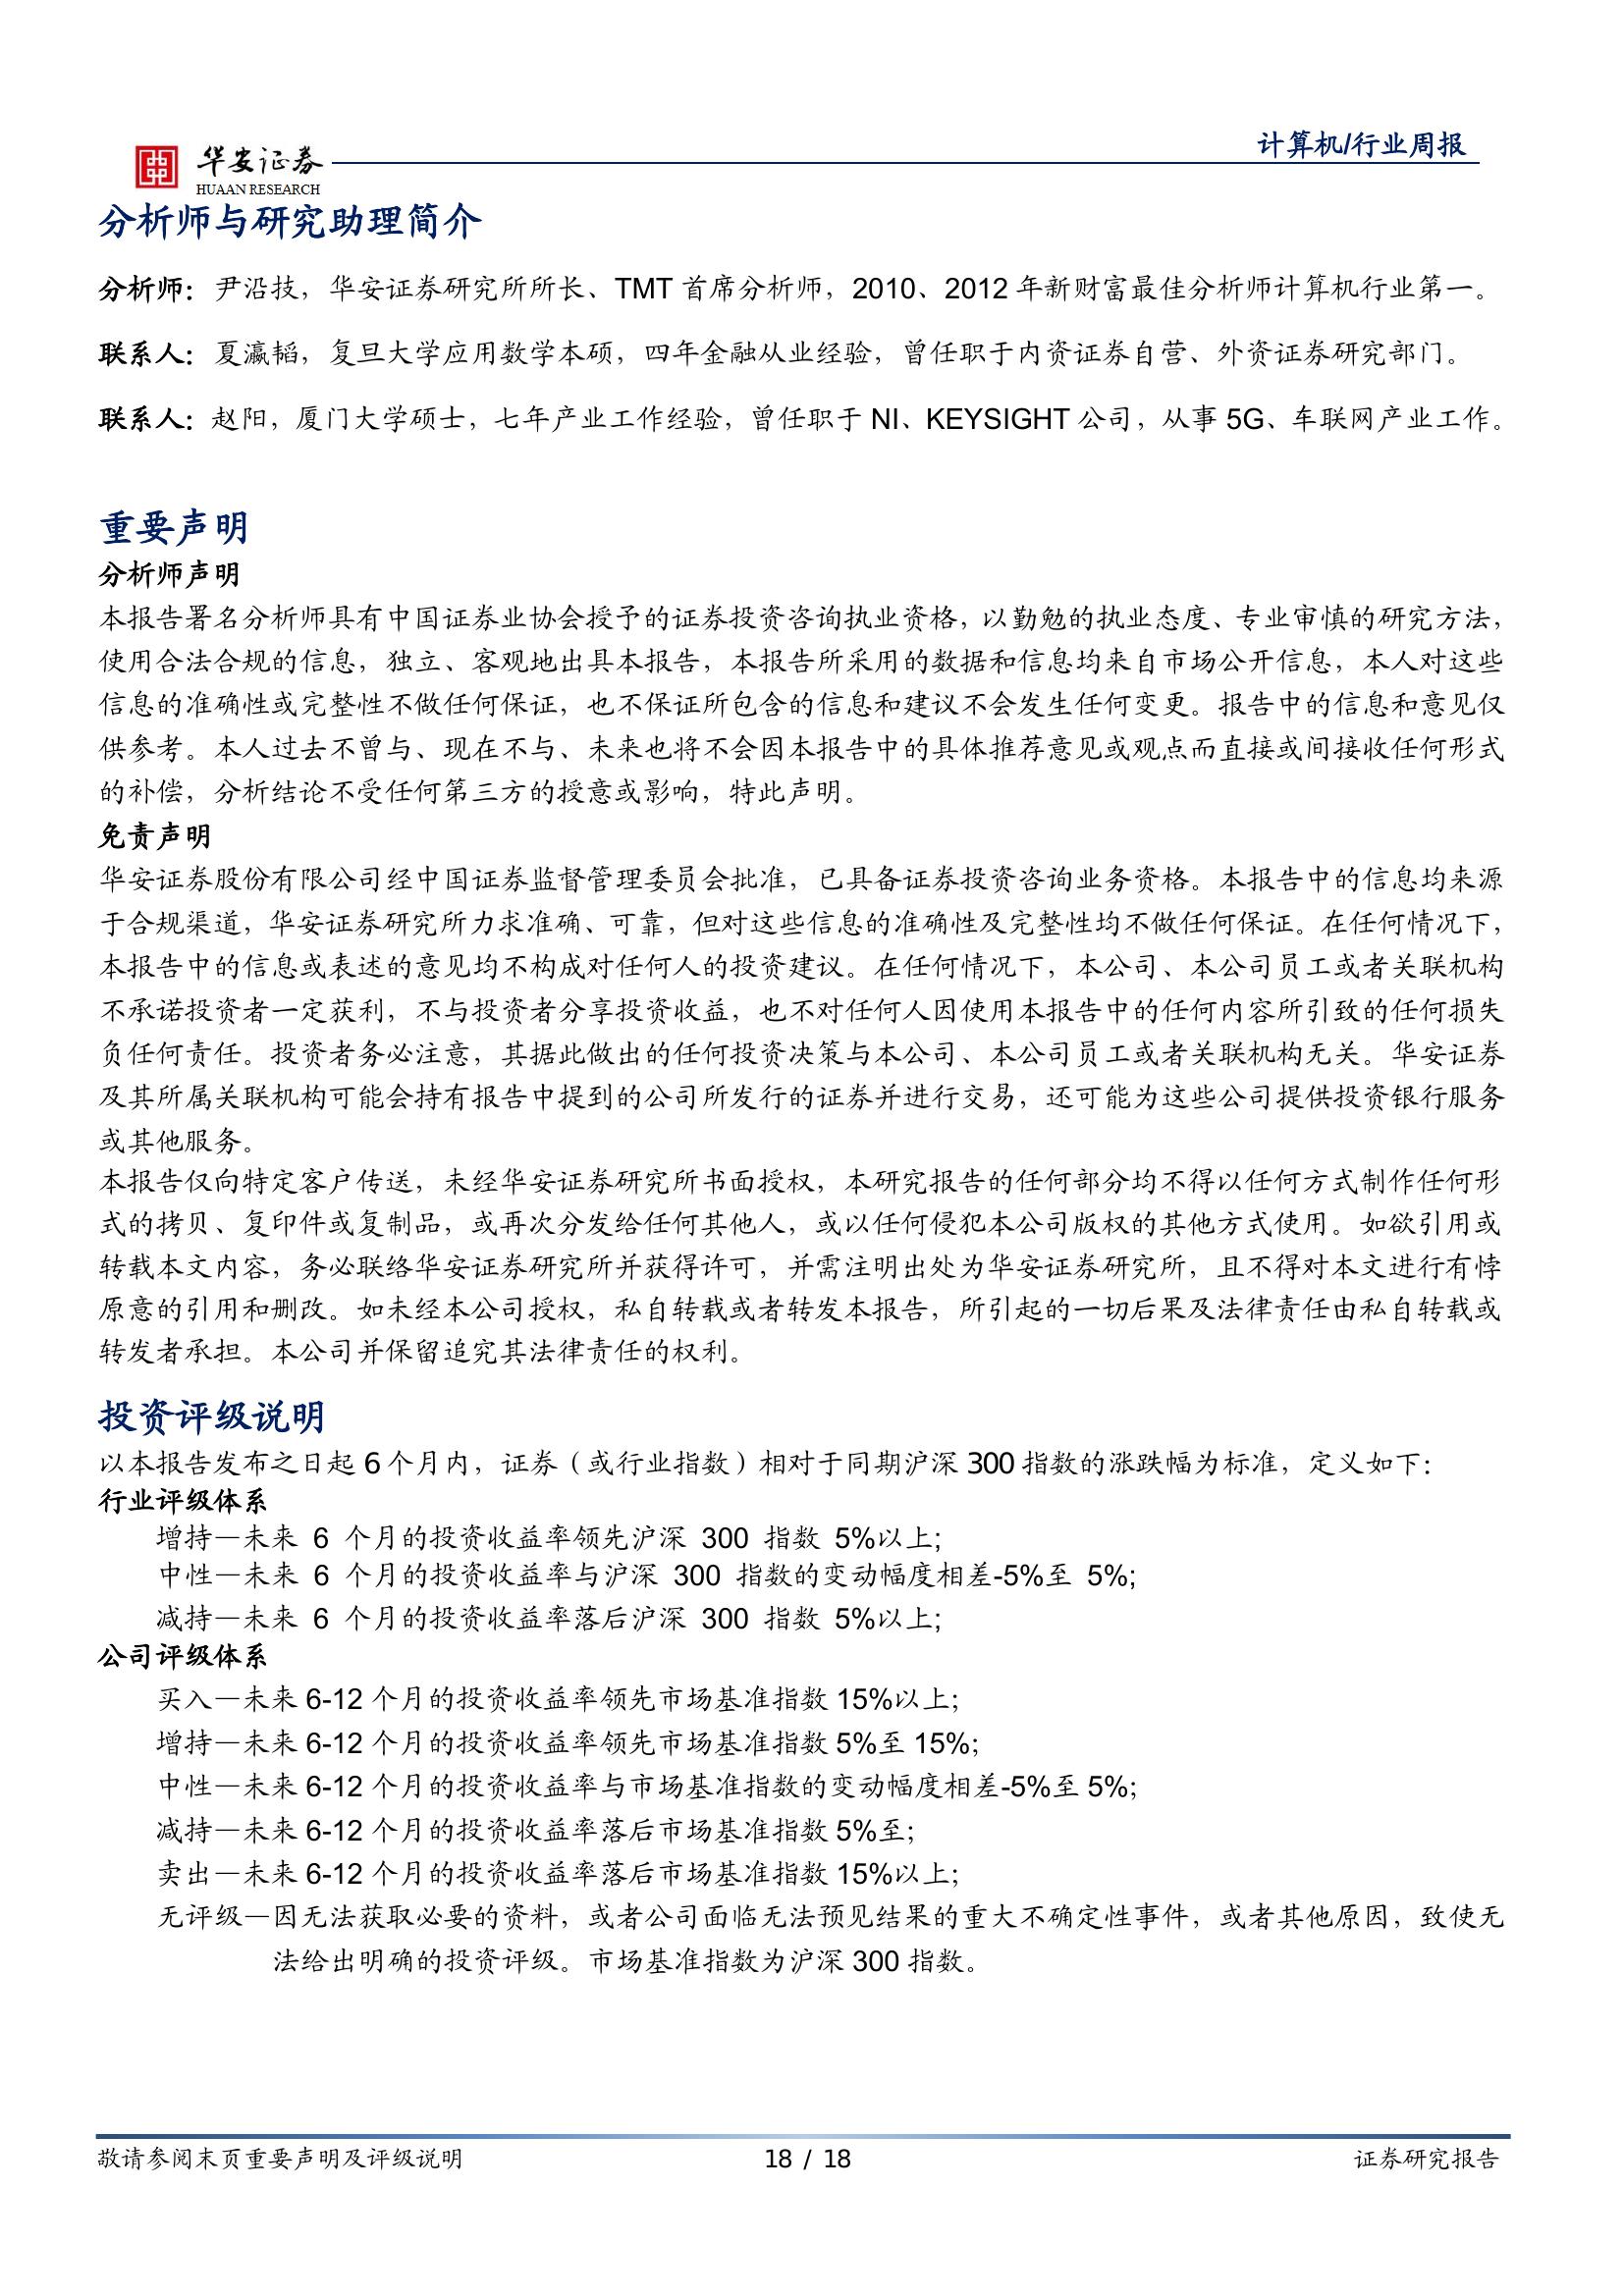 华安证券
HUAAN RESEARCH
计算机/行业周报
分析师与研究助理简介
分析师：尹沿技，华安证券研究所所长、TMT 首席分析师，2010、2012 年新财富最佳分析师计算机行业第一。
联系人：夏瀛韬，复旦大学应用数学本硕，四年金融从业经验，曾任职于内资证券自营、外资证券研究部门。
联系人：赵阳，厦门大学硕士，七年产业工作经验，曾任职于 NI、KEYSIGHT 公司，从事 5G、车联网产业工作。
重要声明
分析师声明
本报告署名分析师具有中国证券业协会授予的证券投资咨询执业资格，以勤勉的执业态度、专业审慎的研究方法，
使用合法合规的信息，独立、客观地出具本报告，本报告所采用的数据和信息均来自市场公开信息，本人对这些
信息的准确性或完整性不做任何保证，也不保证所包含的信息和建议不会发生任何变更。报告中的信息和意见仅
供参考。本人过去不曾与、现在不与、未来也将不会因本报告中的具体推荐意见或观点而直接或间接收任何形式
的补偿，分析结论不受任何第三方的授意或影响，特此声明。
免责声明
华安证券股份有限公司经中国证券监督管理委员会批准，已具备证券投资咨询业务资格。本报告中的信息均来源
于合规渠道，华安证券研究所力求准确、可靠，但对这些信息的准确性及完整性均不做任何保证。在任何情况下，
本报告中的信息或表述的意见均不构成对任何人的投资建议。在任何情况下，本公司、本公司员工或者关联机构
不承诺投资者一定获利，不与投资者分享投资收益，也不对任何人因使用本报告中的任何内容所引致的任何损失
负任何责任。投资者务必注意，其据此做出的任何投资决策与本公司、本公司员工或者关联机构无关。华安证券
及其所属关联机构可能会持有报告中提到的公司所发行的证券并进行交易，还可能为这些公司提供投资银行服务
或其他服务。
本报告仅向特定客户传送，未经华安证券研究所书面授权，本研究报告的任何部分均不得以任何方式制作任何形
式的拷贝、复印件或复制品，或再次分发给任何其他人，或以任何侵犯本公司版权的其他方式使用。如欲引用或
转载本文内容，务必联络华安证券研究所并获得许可，并需注明出处为华安证券研究所，且不得对本文进行有悖
原意的引用和删改。如未经本公司授权，私自转载或者转发本报告，所引起的一切后果及法律责任由私自转载或
转发者承担。本公司并保留追究其法律责任的权利。
投资评级说明
以本报告发布之日起 6 个月内，证券（或行业指数）相对于同期沪深 300 指数的涨跌幅为标准，定义如下：
行业评级体系
增持—未来 6 个月的投资收益率领先沪深 300 指数 5%以上;
中性—未来 6 个月的投资收益率与沪深 300 指数的变动幅度相差-5%至 5%;
减持—未来 6 个月的投资收益率落后沪深 300 指数 5%以上;
公司评级体系
买入—未来 6-12 个月的投资收益率领先市场基准指数 15%以上;
增持—未来 6-12 个月的投资收益率领先市场基准指数 5%至 15%;
中性—未来 6-12 个月的投资收益率与市场基准指数的变动幅度相差-5%至 5%;
减持—未来 6-12 个月的投资收益率落后市场基准指数 5%至;
卖出—未来 6-12 个月的投资收益率落后市场基准指数 15%以上;
无评级—因无法获取必要的资料，或者公司面临无法预见结果的重大不确定性事件，或者其他原因，致使无
法给出明确的投资评级。市场基准指数为沪深 300 指数。
敬请参阅末页重要声明及评级说明
18 / 18
证券研究报告